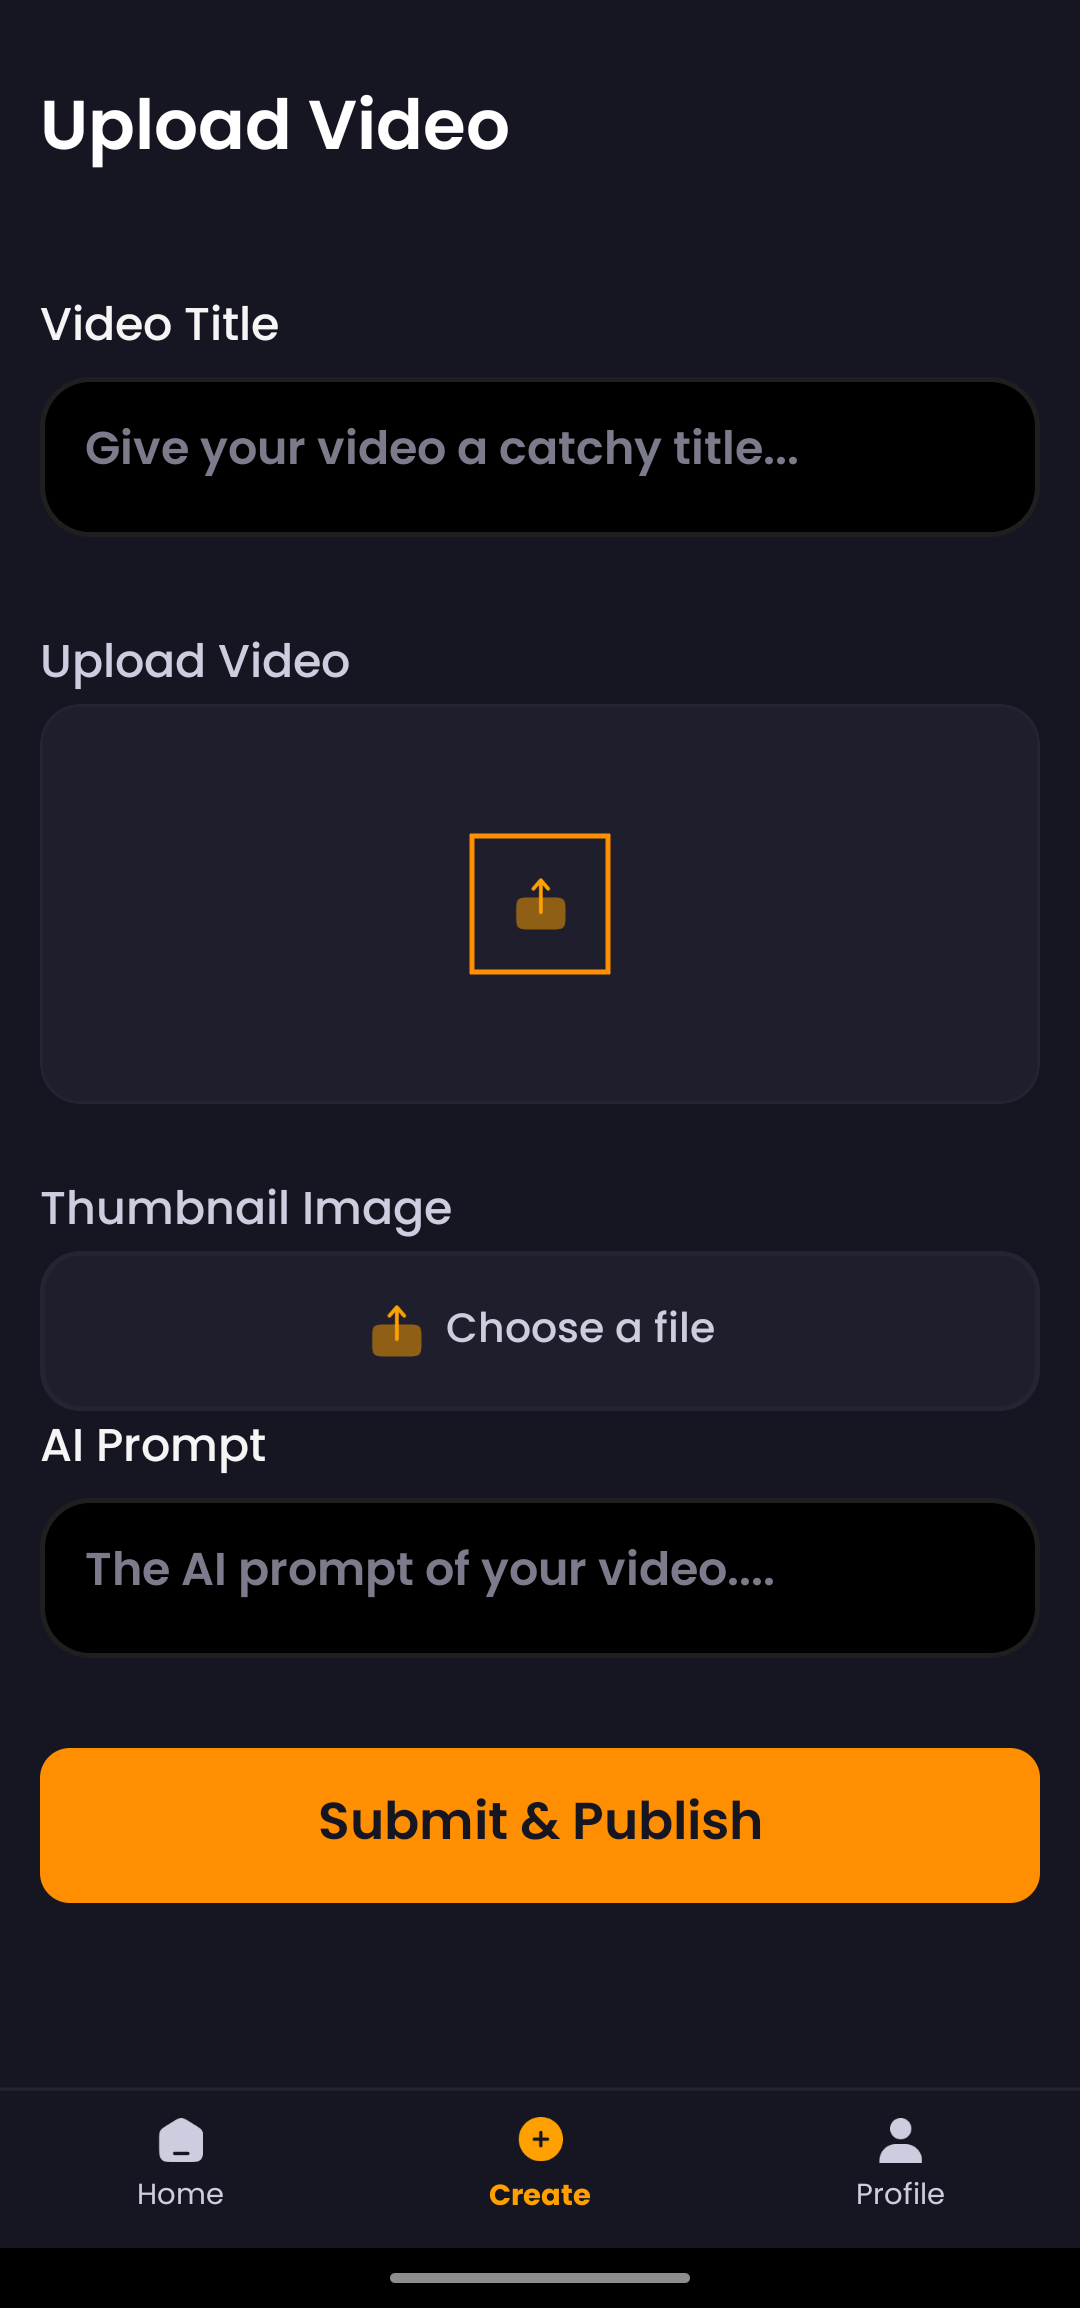 Upload Video
Video Title
Give your video a catchy title...
Upload Video
Thumbnail Image
Choose a file
AI Prompt
The AI prompt of your video....
Submit & Publish
Home
Create
Profile